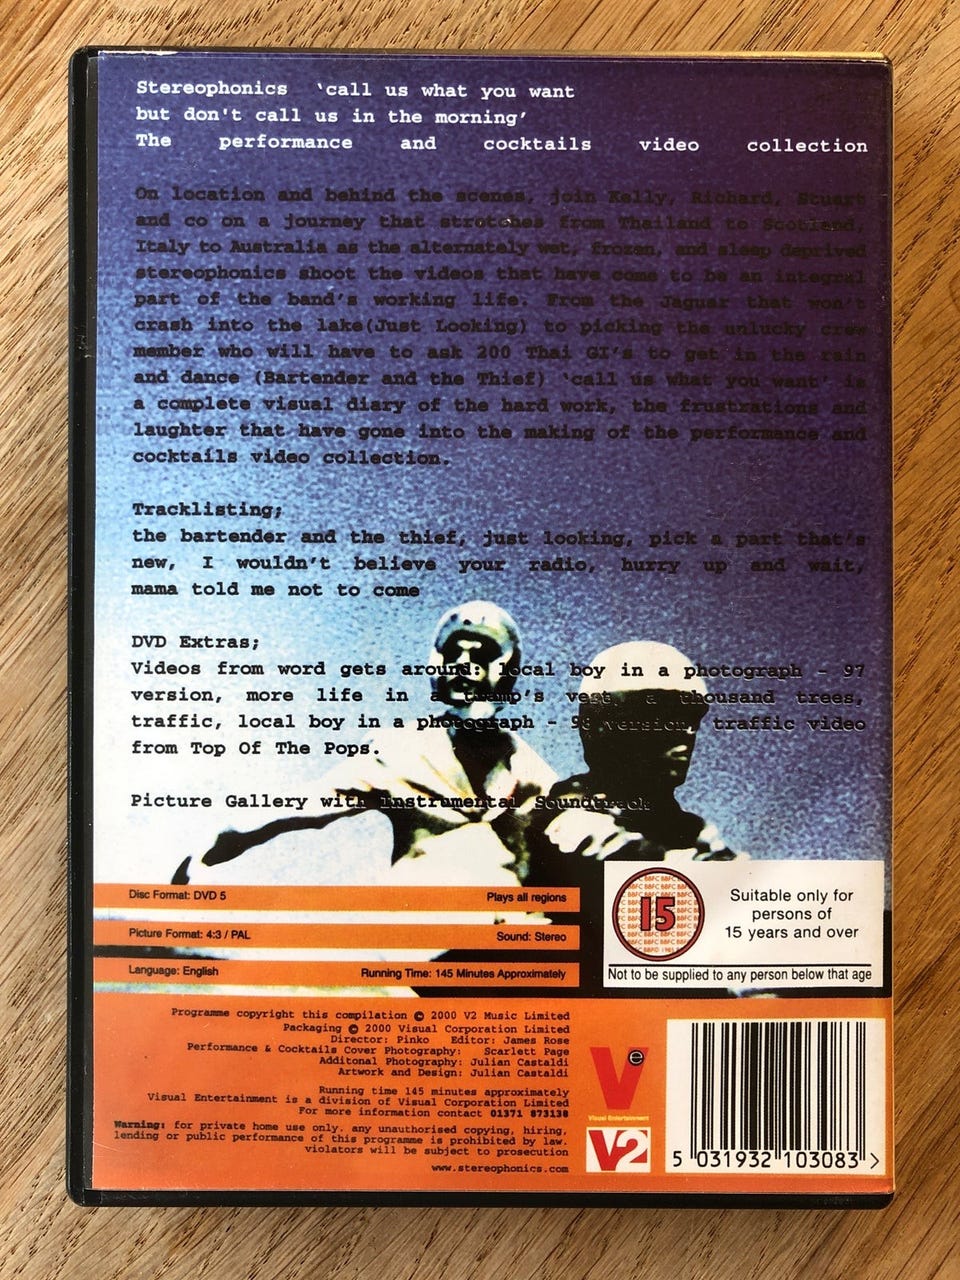 Stereophonics 'call us what you want
but don't call us in the morning'
The performance and cocktails video collection
On location and behind the scenes, join Kelly, Richard, Stuart
and co on a journey that stretches from Thailand to Scotland,
Italy to Australia as the alternately wet, frozen, and sleep deprived
stereophonics shoot the videos that have come to be an integral
part of the band's working life. From the Jaguar that won't
crash into the lake(Just Looking) to picking the unlucky crew
member who will have to ask 200 Thai GI's to get in the rain
and dance (Bartender and the Thief) 'call us what you want' is
a complete visual diary of the hard work, the frustrations and
laughter that have gone into the making of the performance and
cocktails video collection.
Tracklisting;
the bartender and the thief, just looking, pick a part that's
new, I wouldn't believe your radio, hurry up and wait,
mama told me not to come
DVD Extras;
Videos from word gets around: local boy in a photograph - 97
version, more life in a tramp's vest, a thousand trees,
traffic, local boy in a photograph - 98 version, traffic video
from Top Of The Pops.
Picture Gallery with Instrumental Soundtrack
Disc Format: DVD 5 Plays all regions
Picture Format: 4:3 / PAL Sound: Stereo
Language: English Running Time: 145 Minutes Approximately
15
Suitable only for
persons of
15 years and over
Not to be supplied to any person below that age
Programme copyright this compilation © 2000 V2 Music Limited
Packaging © 2000 Visual Corporation Limited
Director: Pinko Editor: James Rose
Performance & Cocktails Cover Photography: Scarlett Page
Additonal Photography: Julian Castaldi
Artwork and Design: Julian Castaldi
Running time 145 minutes approximately
Visual Entertainment is a division of Visual Corporation Limited
For more information contact 01371 873138
Warning: for private home use only. any unauthorised copying, hiring,
lending or public performance of this programme is prohibited by law.
violators will be subject to prosecution
www.stereophonics.com
Ve
Visual Entertainment
V2
5 031932 103083 >